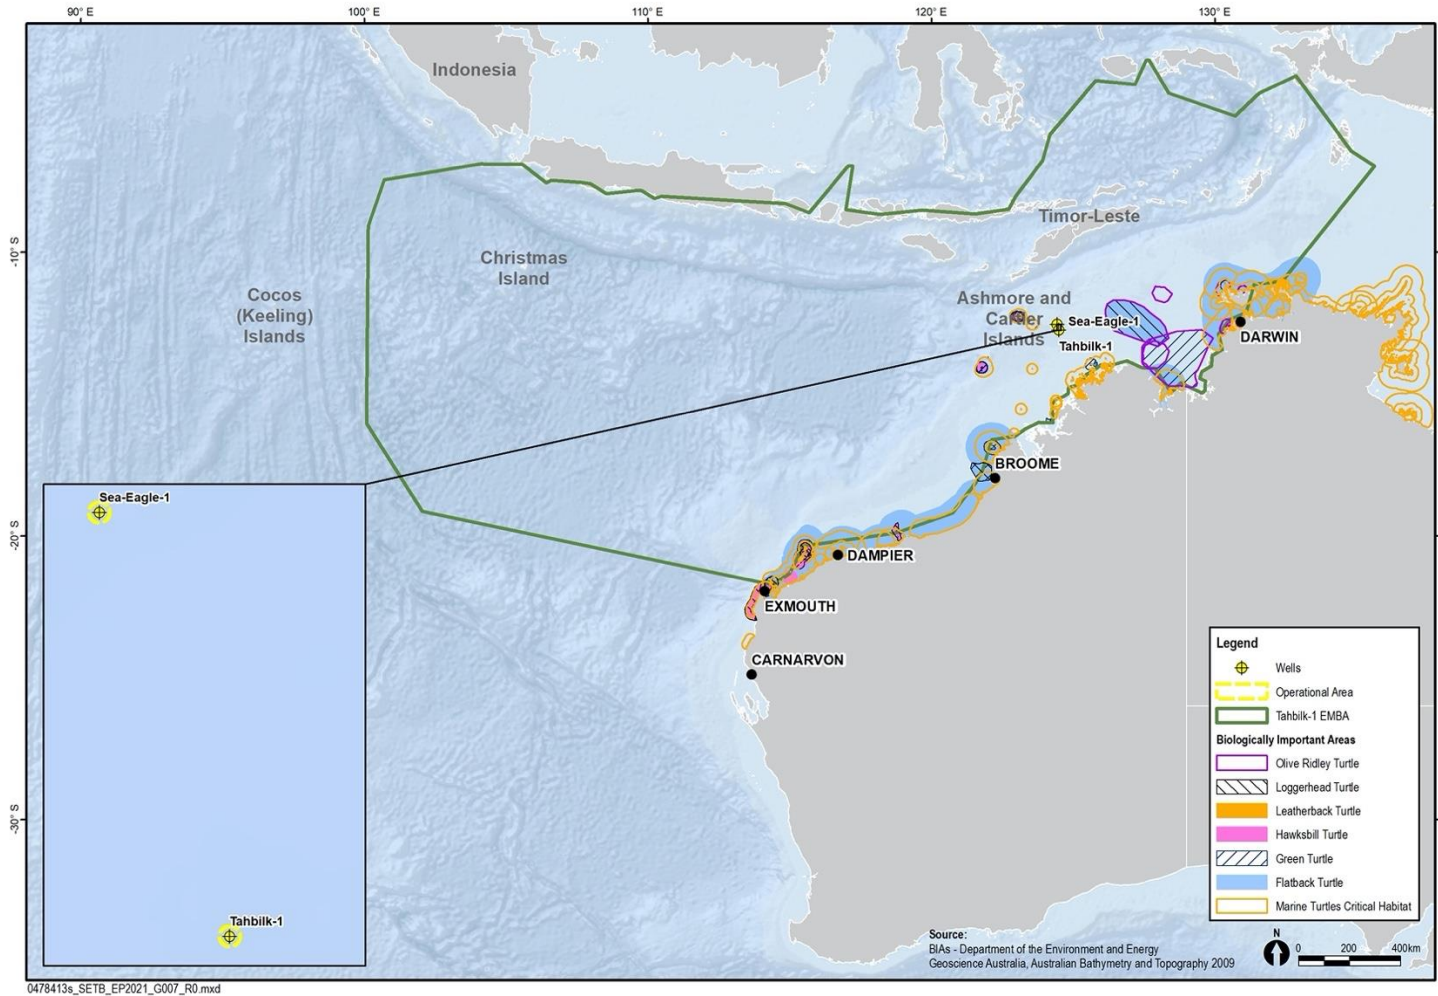 90° E
100° E
110° E
120° E
130° E
Indonesia
Timor-Leste
-10° S
Christmas
Island
Cocos
(Keeling)
Islands
Ashmore and
Cartier
Islands
Sea-Eagle-1
Tahbilk-1
DARWIN
BROOME
Sea-Eagle-1
-20° S
DAMPIER
EXMOUTH
CARNARVON
-30° S
Tahbilk-1
Legend
Wells
Operational Area
Tahbilk-1 EMBA
Biologically Important Areas
Olive Ridley Turtle
Loggerhead Turtle
Leatherback Turtle
Hawksbill Turtle
Green Turtle
Flatback Turtle
Marine Turtles Critical Habitat
Source:
BIAs - Department of the Environment and Energy
Geoscience Australia, Australian Bathymetry and Topography 2009
N
0 200 400km
0478413s_SETB_EP2021_G007_R0.mxd